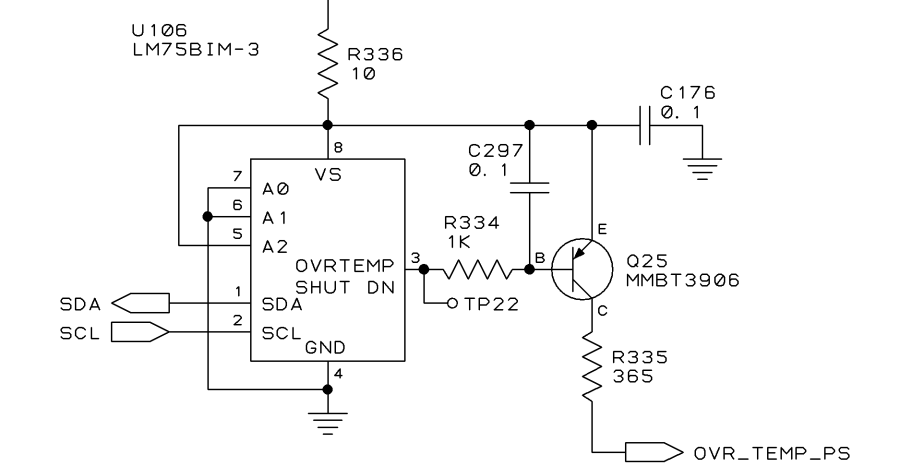 U106
LM75BIM-3
R336
10
C176
0.1
8
VS
C297
0.1
7
A0
6
A1
5
A2
R334
1K
E
OVRTEMP
SHUT DN
3
B
Q25
MMBT3906
TP22
SDA
1
SDA
SCL
2
SCL
C
GND
4
R335
365
OVR_TEMP_PS